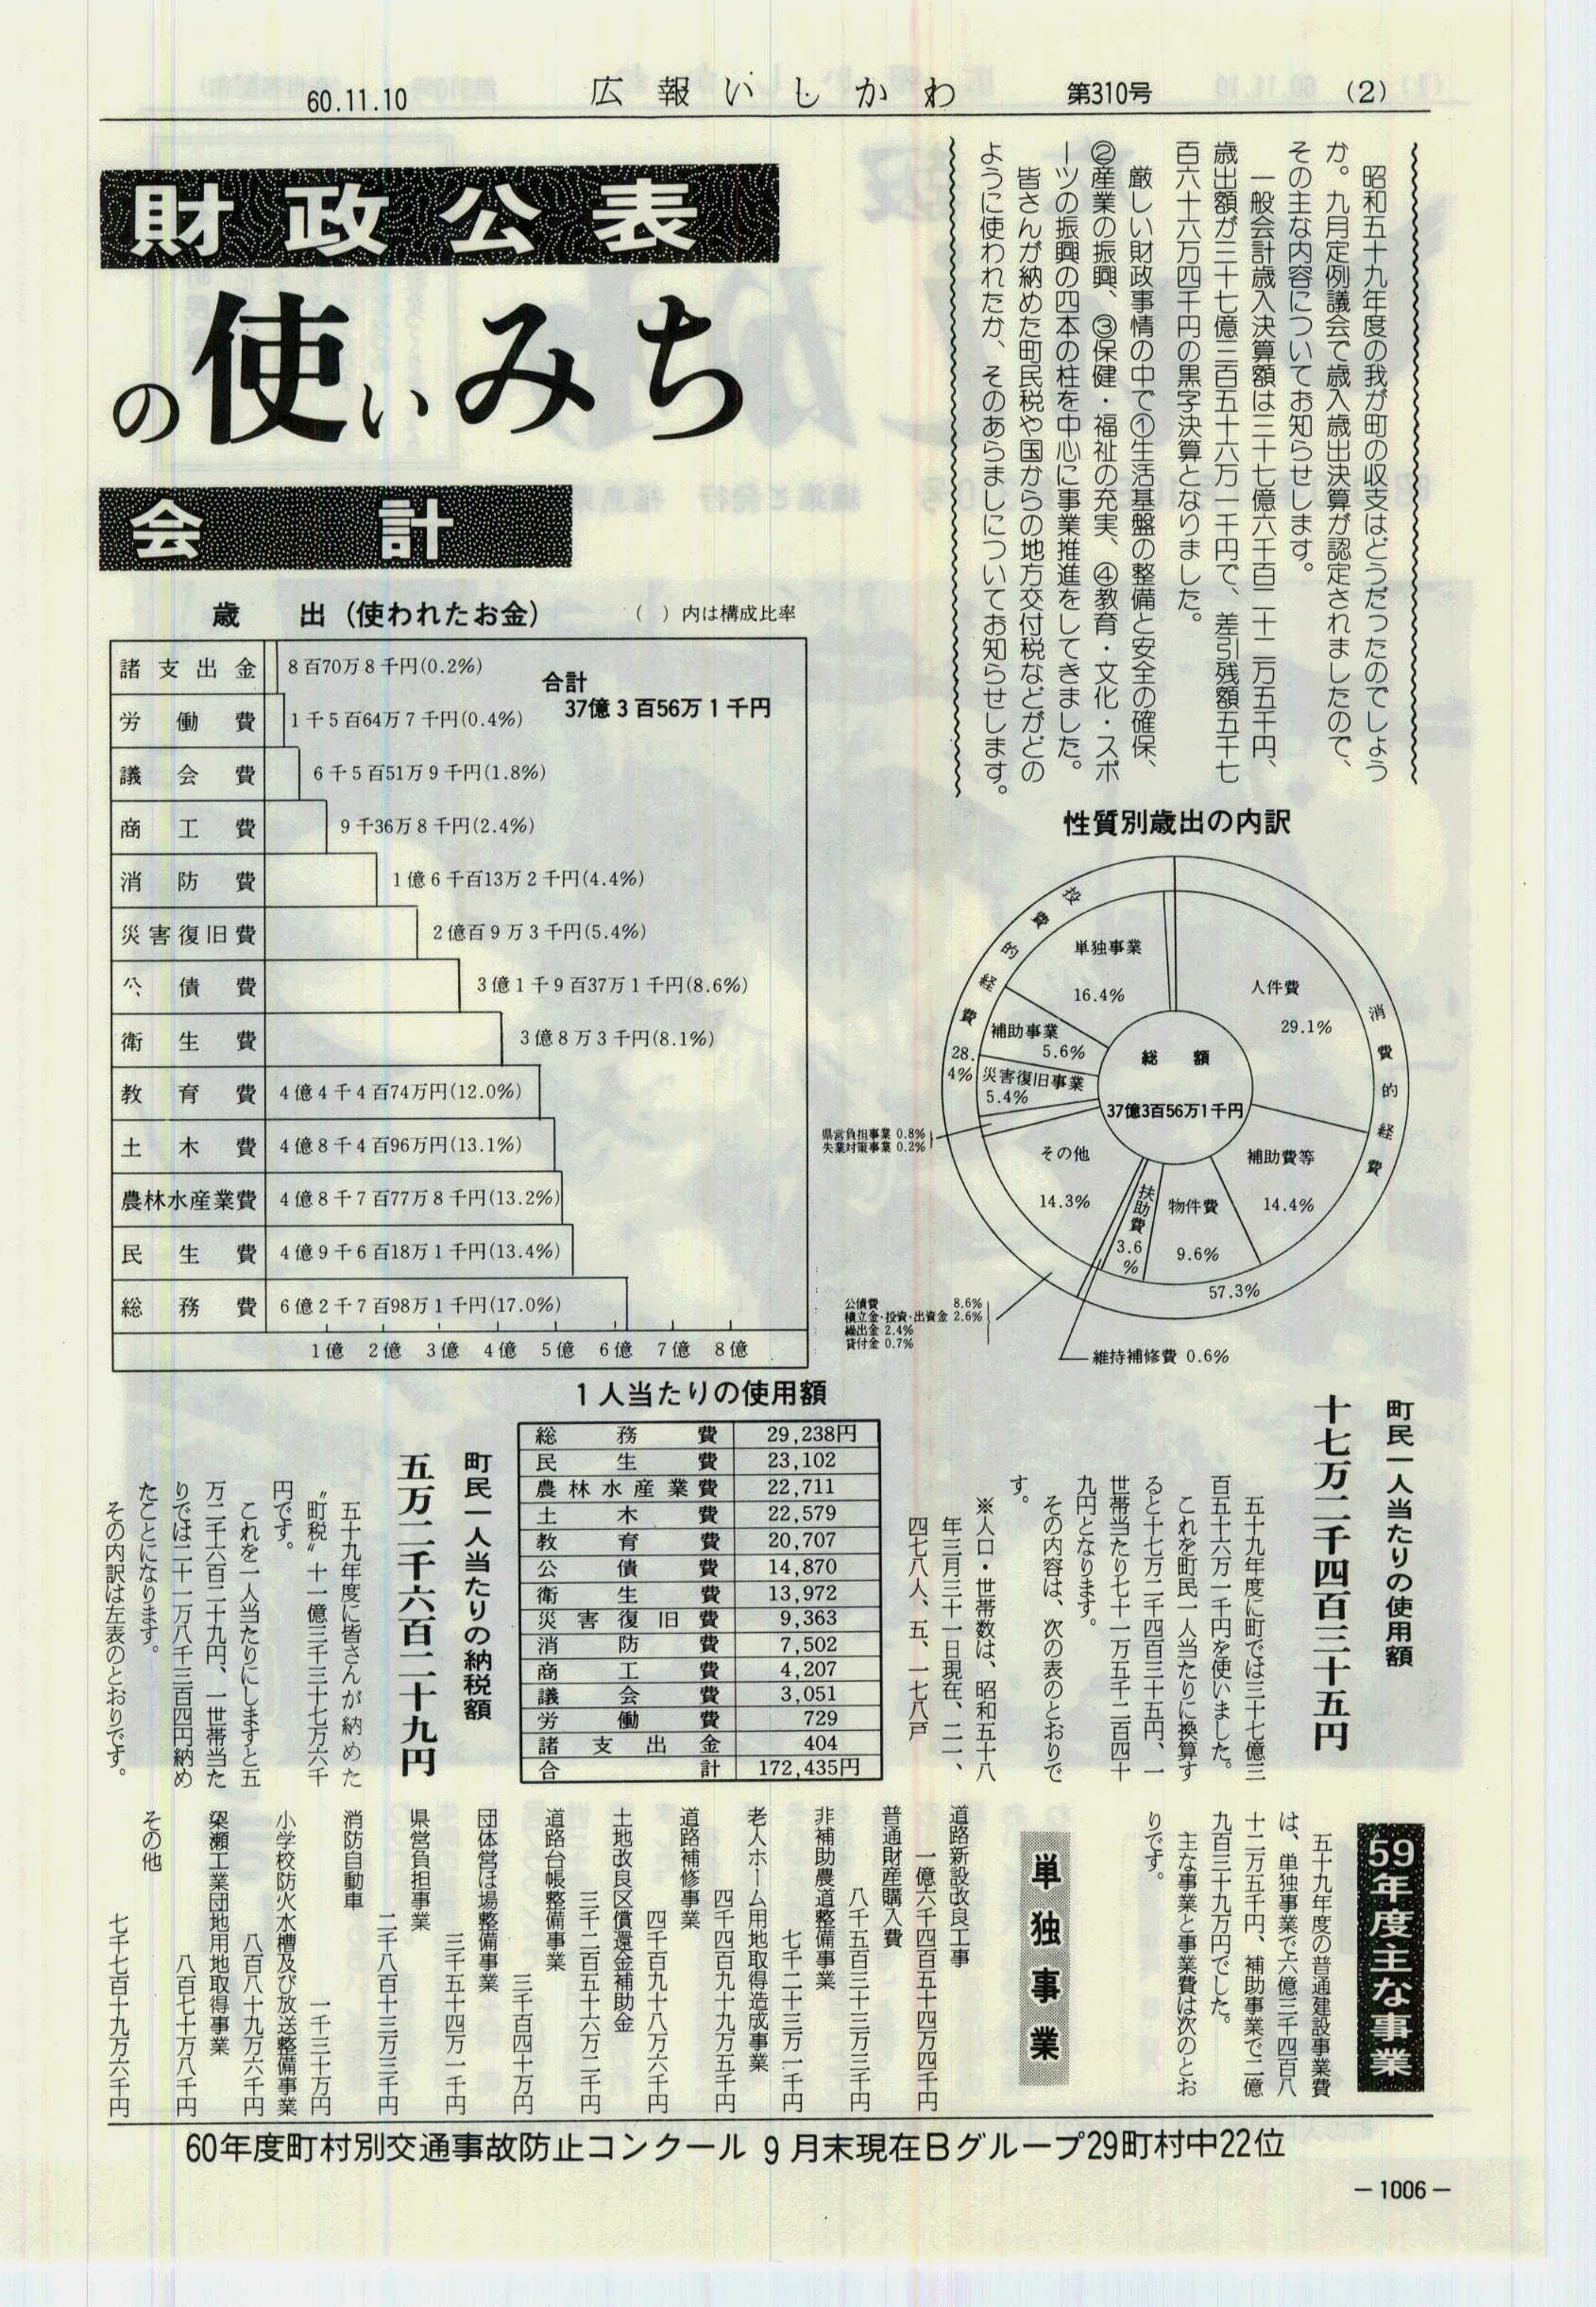 60.11.10
広報いしかわ
第310号
(2)
昭和五十九年度の我が町の収支はどうだったのでしょう
か。九月定例議会で歳入歳出決算が認定されましたので、
その主な内容についてお知らせします。
一般会計歳入決算額は三十七億六千百二十二万五千円、
歳出額が三十七億三百五十六万一千円で、差引残額五千七
百六十六万四千円の黒字決算となりました。
厳しい財政事情の中で①生活基盤の整備と安全の確保、
②産業の振興、③保健・福祉の充実、④教育・文化・スポ
ーツの振興の四本の柱を中心に事業推進をしてきました。
皆さんが納めた町民税や国からの地方交付税などがどの
ように使われたか、そのあらましについてお知らせします。
財政公表
の使いみち
会計
歳 出(使われたお金)
( )内は構成比率
合計
37億3百56万1千円
諸支出金 8百70万8千円(0.2%)
労働費 1千5百64万7千円(0.4%)
議会費 6千5百51万9千円(1.8%)
商工費 9千36万8千円(2.4%)
消防費 1億6千百13万2千円(4.4%)
災害復旧費 2億百9万3千円(5.4%)
公債費 3億1千9百37万1千円(8.6%)
衛生費 3億8万3千円(8.1%)
教育費 4億4千4百74万円(12.0%)
土木費 4億8千4百96万円(13.1%)
農林水産業費 4億8千7百77万8千円(13.2%)
民生費 4億9千6百18万1千円(13.4%)
総務費 6億2千7百98万1千円(17.0%)
1億 2億 3億 4億 5億 6億 7億 8億
性質別歳出の内訳
総額
37億3百56万1千円
消費的経費
57.3%
人件費
29.1%
補助費等
14.4%
物件費
9.6%
扶助費
3.6%
維持補修費 0.6%
その他
14.3%
公債費 8.6%
積立金・投資・出資金 2.6%
繰出金 2.4%
貸付金 0.7%
投資的経費
28.4%
単独事業
16.4%
補助事業
5.6%
災害復旧事業
5.4%
県営負担事業 0.8%
失業対策事業 0.2%
町民一人当たりの使用額
十七万二千四百三十五円
五十九年度に町では三十七億三
百五十六万一千円を使いました。
これを町民一人当たりに換算す
ると十七万二千四百三十五円、一
世帯当たり七十一万五千二百四十
九円となります。
その内容は、次の表のとおりで
す。
※人口・世帯数は、昭和五十八
年三月三十一日現在、二一、
四七八人、五、一七八戸
1人当たりの使用額
総務費 29,238円
民生費 23,102
農林水産業費 22,711
土木費 22,579
教育費 20,707
公債費 14,870
衛生費 13,972
災害復旧費 9,363
消防費 7,502
商工費 4,207
議会費 3,051
労働費 729
諸支出金 404
合計 172,435円
町民一人当たりの納税額
五万二千六百二十九円
五十九年度に皆さんが納めた
〝町税〟十一億三千三十七万六千
円です。
これを一人当たりにしますと五
万二千六百二十九円、一世帯当た
りでは二十一万八千三百四円納め
たことになります。
その内訳は左表のとおりです。
59年度主な事業
五十九年度の普通建設事業費
は、単独事業で六億三千四百八
十二万五千円、補助事業で二億
九百三十九万円でした。
主な事業と事業費は次のとお
りです。
単独事業
道路新設改良工事
一億六千四百五十四万四千円
普通財産購入費
八千五百三十三万三千円
非補助農道整備事業
七千二十三万一千円
老人ホーム用地取得造成事業
四千四百九十九万五千円
道路補修事業
四千百九十八万六千円
土地改良区償還金補助金
三千二百五十六万二千円
道路台帳整備事業
三千百四十万円
団体営ほ場整備事業
三千五十四万一千円
県営負担事業
二千八百十三万三千円
消防自動車
一千三十万円
小学校防火水槽及び放送整備事業
八百八十九万六千円
梁瀬工業団地用地取得事業
八百七十万八千円
その他
七千七百十九万六千円
60年度町村別交通事故防止コンクール 9月末現在Bグループ29町村中22位
－1006－